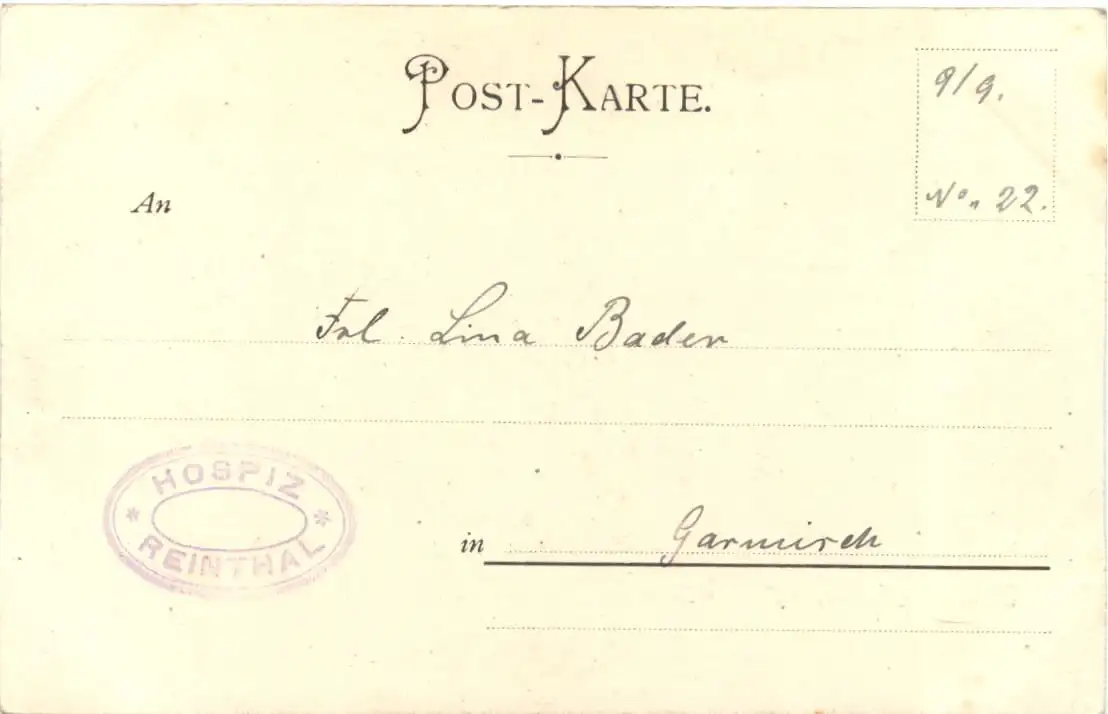 POST-KARTE.
9/9.
No. 22.
An
Frl. Lina Bader
HOSPIZ
* *
REINTHAL
in Garmisch